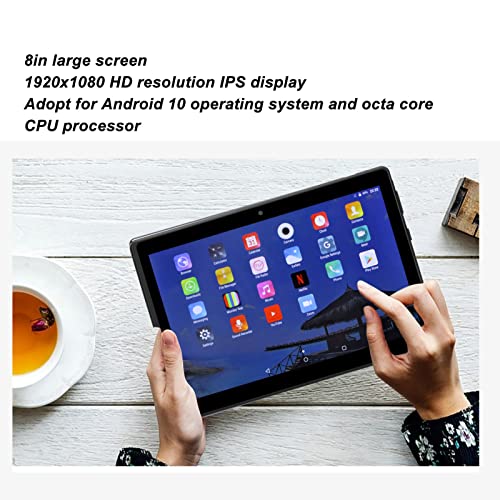 8in large screen
1920x1080 HD resolution IPS display
Adopt for Android 10 operating system and octa core
CPU processor